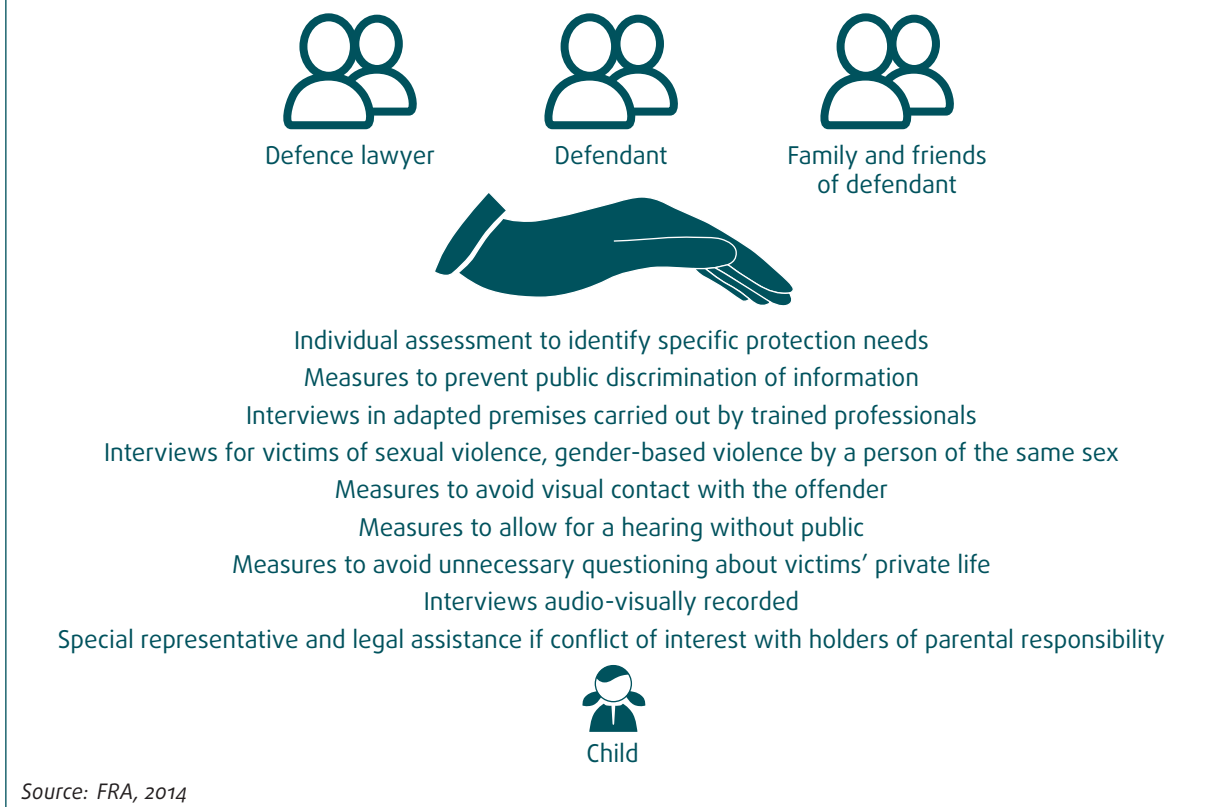 Defence lawyer
Defendant
Family and friends
of defendant
Individual assessment to identify specific protection needs
Measures to prevent public discrimination of information
Interviews in adapted premises carried out by trained professionals
Interviews for victims of sexual violence, gender-based violence by a person of the same sex
Measures to avoid visual contact with the offender
Measures to allow for a hearing without public
Measures to avoid unnecessary questioning about victims’ private life
Interviews audio-visually recorded
Special representative and legal assistance if conflict of interest with holders of parental responsibility
Child
Source: FRA, 2014